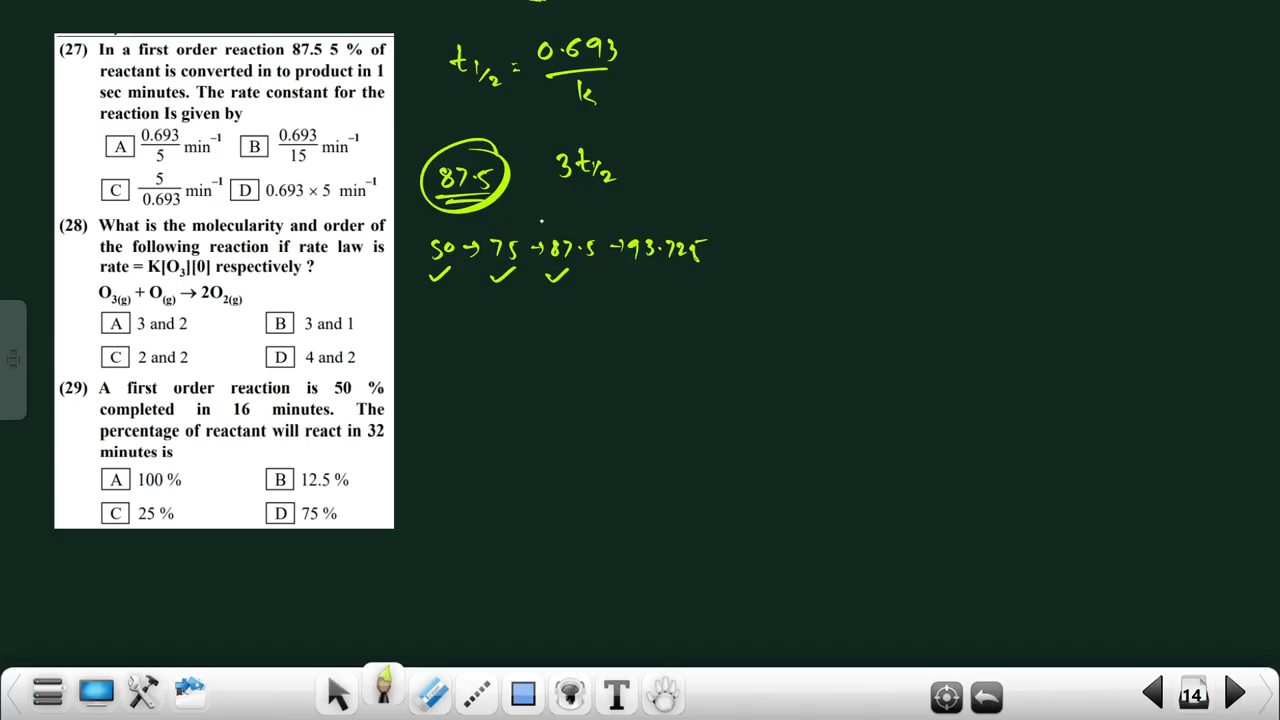 (27) In a first order reaction 87.5 5 % of
reactant is converted in to product in 1
sec minutes. The rate constant for the
reaction Is given by
A 0.693/5 min⁻¹ B 0.693/15 min⁻¹
C 5/0.693 min⁻¹ D 0.693 × 5 min⁻¹
(28) What is the molecularity and order of
the following reaction if rate law is
rate = K[O₃][0] respectively ?
O₃(g) + O(g) → 2O₂(g)
A 3 and 2 B 3 and 1
C 2 and 2 D 4 and 2
(29) A first order reaction is 50 %
completed in 16 minutes. The
percentage of reactant will react in 32
minutes is
A 100 % B 12.5 %
C 25 % D 75 %
t1/2 = 0.693/k
87.5 3t1/2
50 → 75 → 87.5 → 93.725
T 14